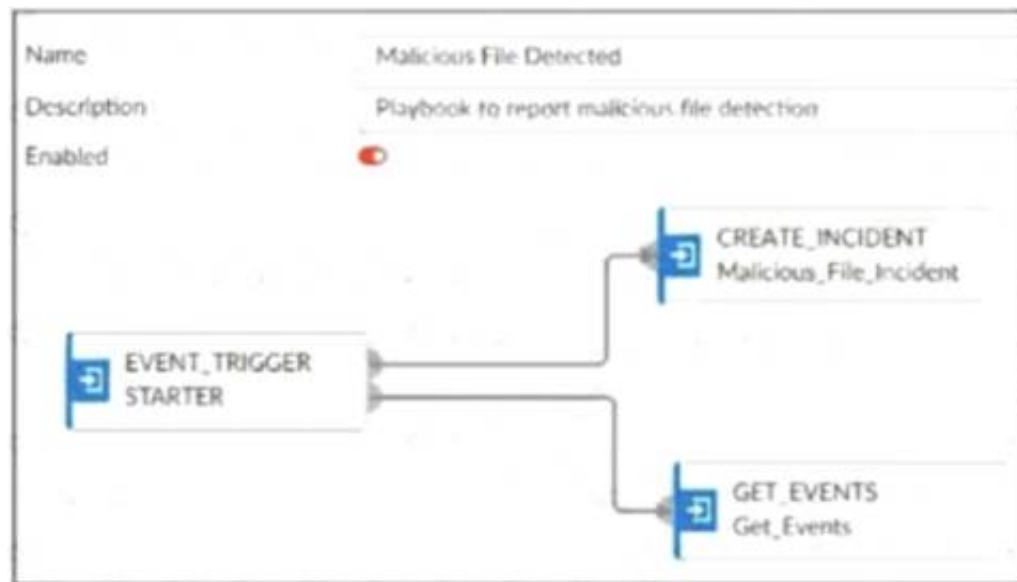 Name Malicious File Detected
Description Playbook to report malicious file detection
Enabled
CREATE_INCIDENT
Malicious_File_Incident
EVENT_TRIGGER
STARTER
GET_EVENTS
Get_Events